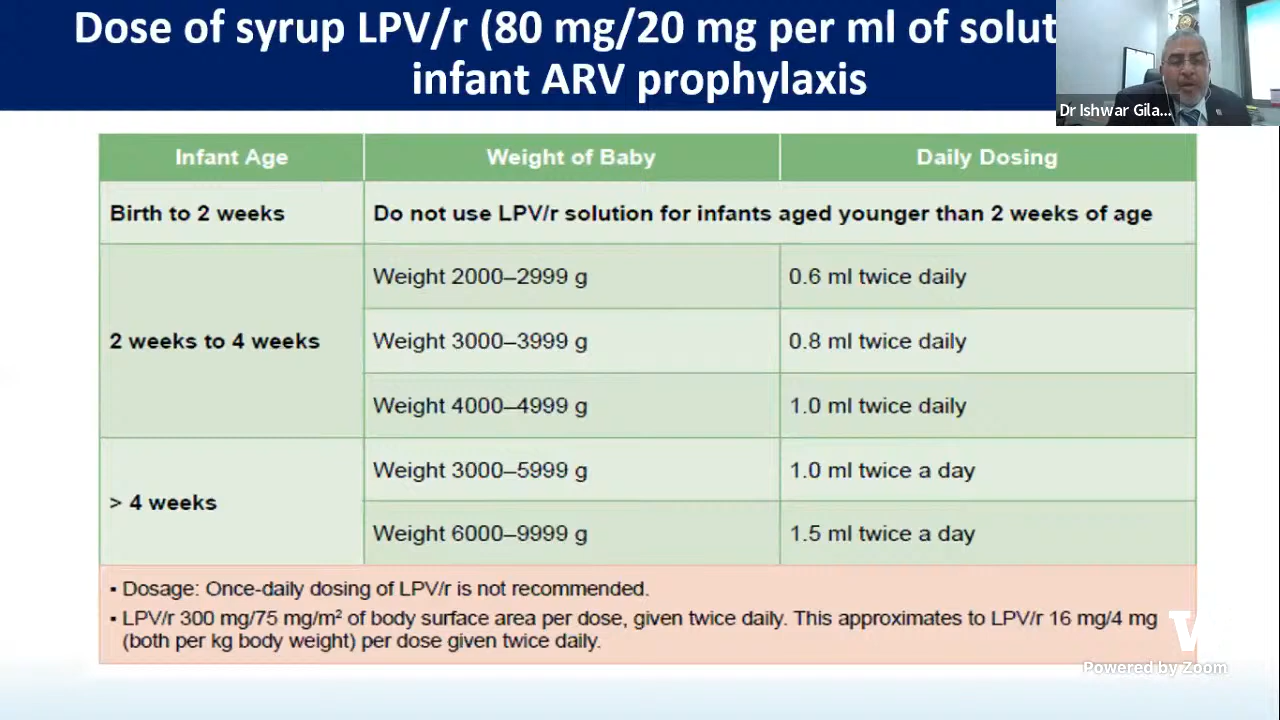 Dose of syrup LPV/r (80 mg/20 mg per ml of solut
infant ARV prophylaxis
Dr Ishwar Gila...
Infant Age
Weight of Baby
Daily Dosing
Birth to 2 weeks
Do not use LPV/r solution for infants aged younger than 2 weeks of age
2 weeks to 4 weeks
Weight 2000–2999 g
0.6 ml twice daily
Weight 3000–3999 g
0.8 ml twice daily
Weight 4000–4999 g
1.0 ml twice daily
> 4 weeks
Weight 3000–5999 g
1.0 ml twice a day
Weight 6000–9999 g
1.5 ml twice a day
▪ Dosage: Once-daily dosing of LPV/r is not recommended.
▪ LPV/r 300 mg/75 mg/m² of body surface area per dose, given twice daily. This approximates to LPV/r 16 mg/4 mg
(both per kg body weight) per dose given twice daily.
W
Powered by Zoom